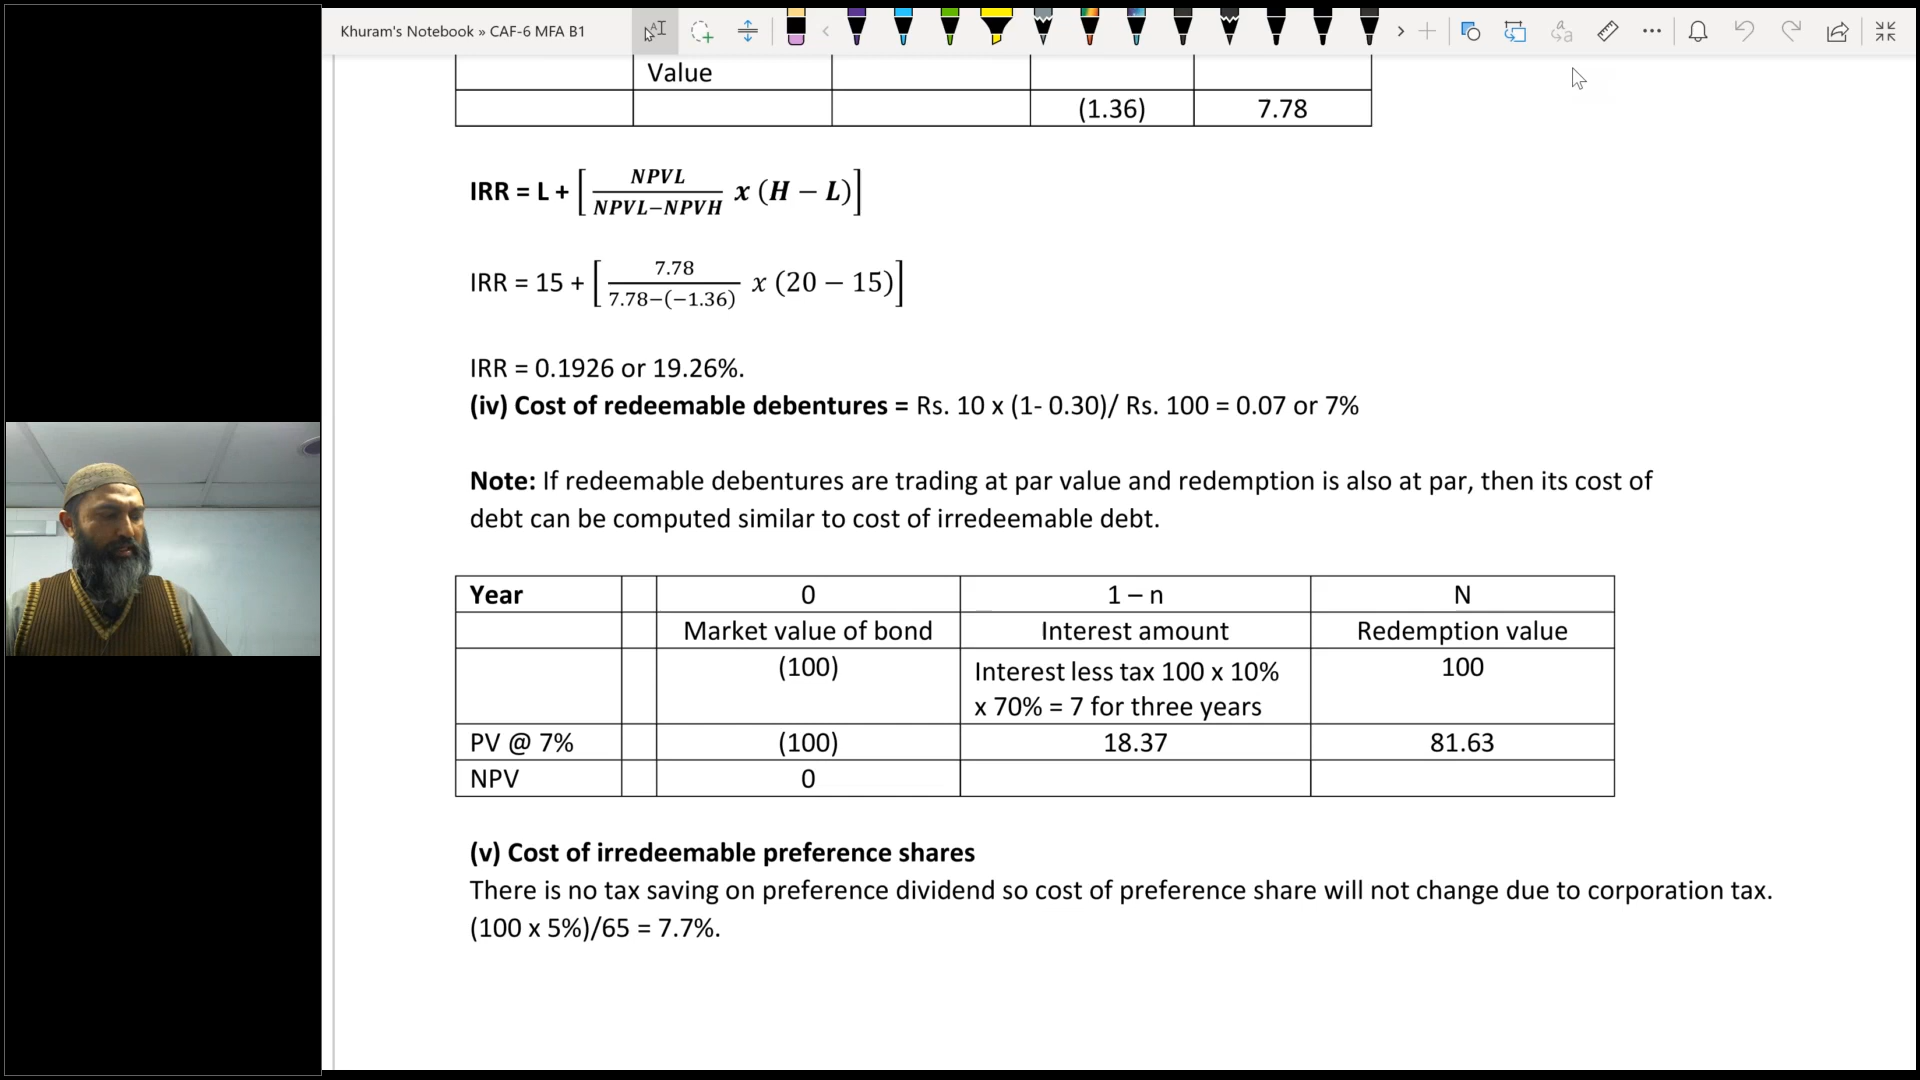 Khuram's Notebook » CAF-6 MFA B1
Value
(1.36) 7.78
IRR = L + [ NPVL / NPVL−NPVH x (H − L)]
IRR = 15 + [ 7.78 / 7.78−(−1.36) x (20 − 15)]
IRR = 0.1926 or 19.26%.
(iv) Cost of redeemable debentures = Rs. 10 x (1- 0.30)/ Rs. 100 = 0.07 or 7%
Note: If redeemable debentures are trading at par value and redemption is also at par, then its cost of
debt can be computed similar to cost of irredeemable debt.
Year 0 1 – n N
Market value of bond Interest amount Redemption value
(100) Interest less tax 100 x 10% 100
x 70% = 7 for three years
PV @ 7% (100) 18.37 81.63
NPV 0
(v) Cost of irredeemable preference shares
There is no tax saving on preference dividend so cost of preference share will not change due to corporation tax.
(100 x 5%)/65 = 7.7%.